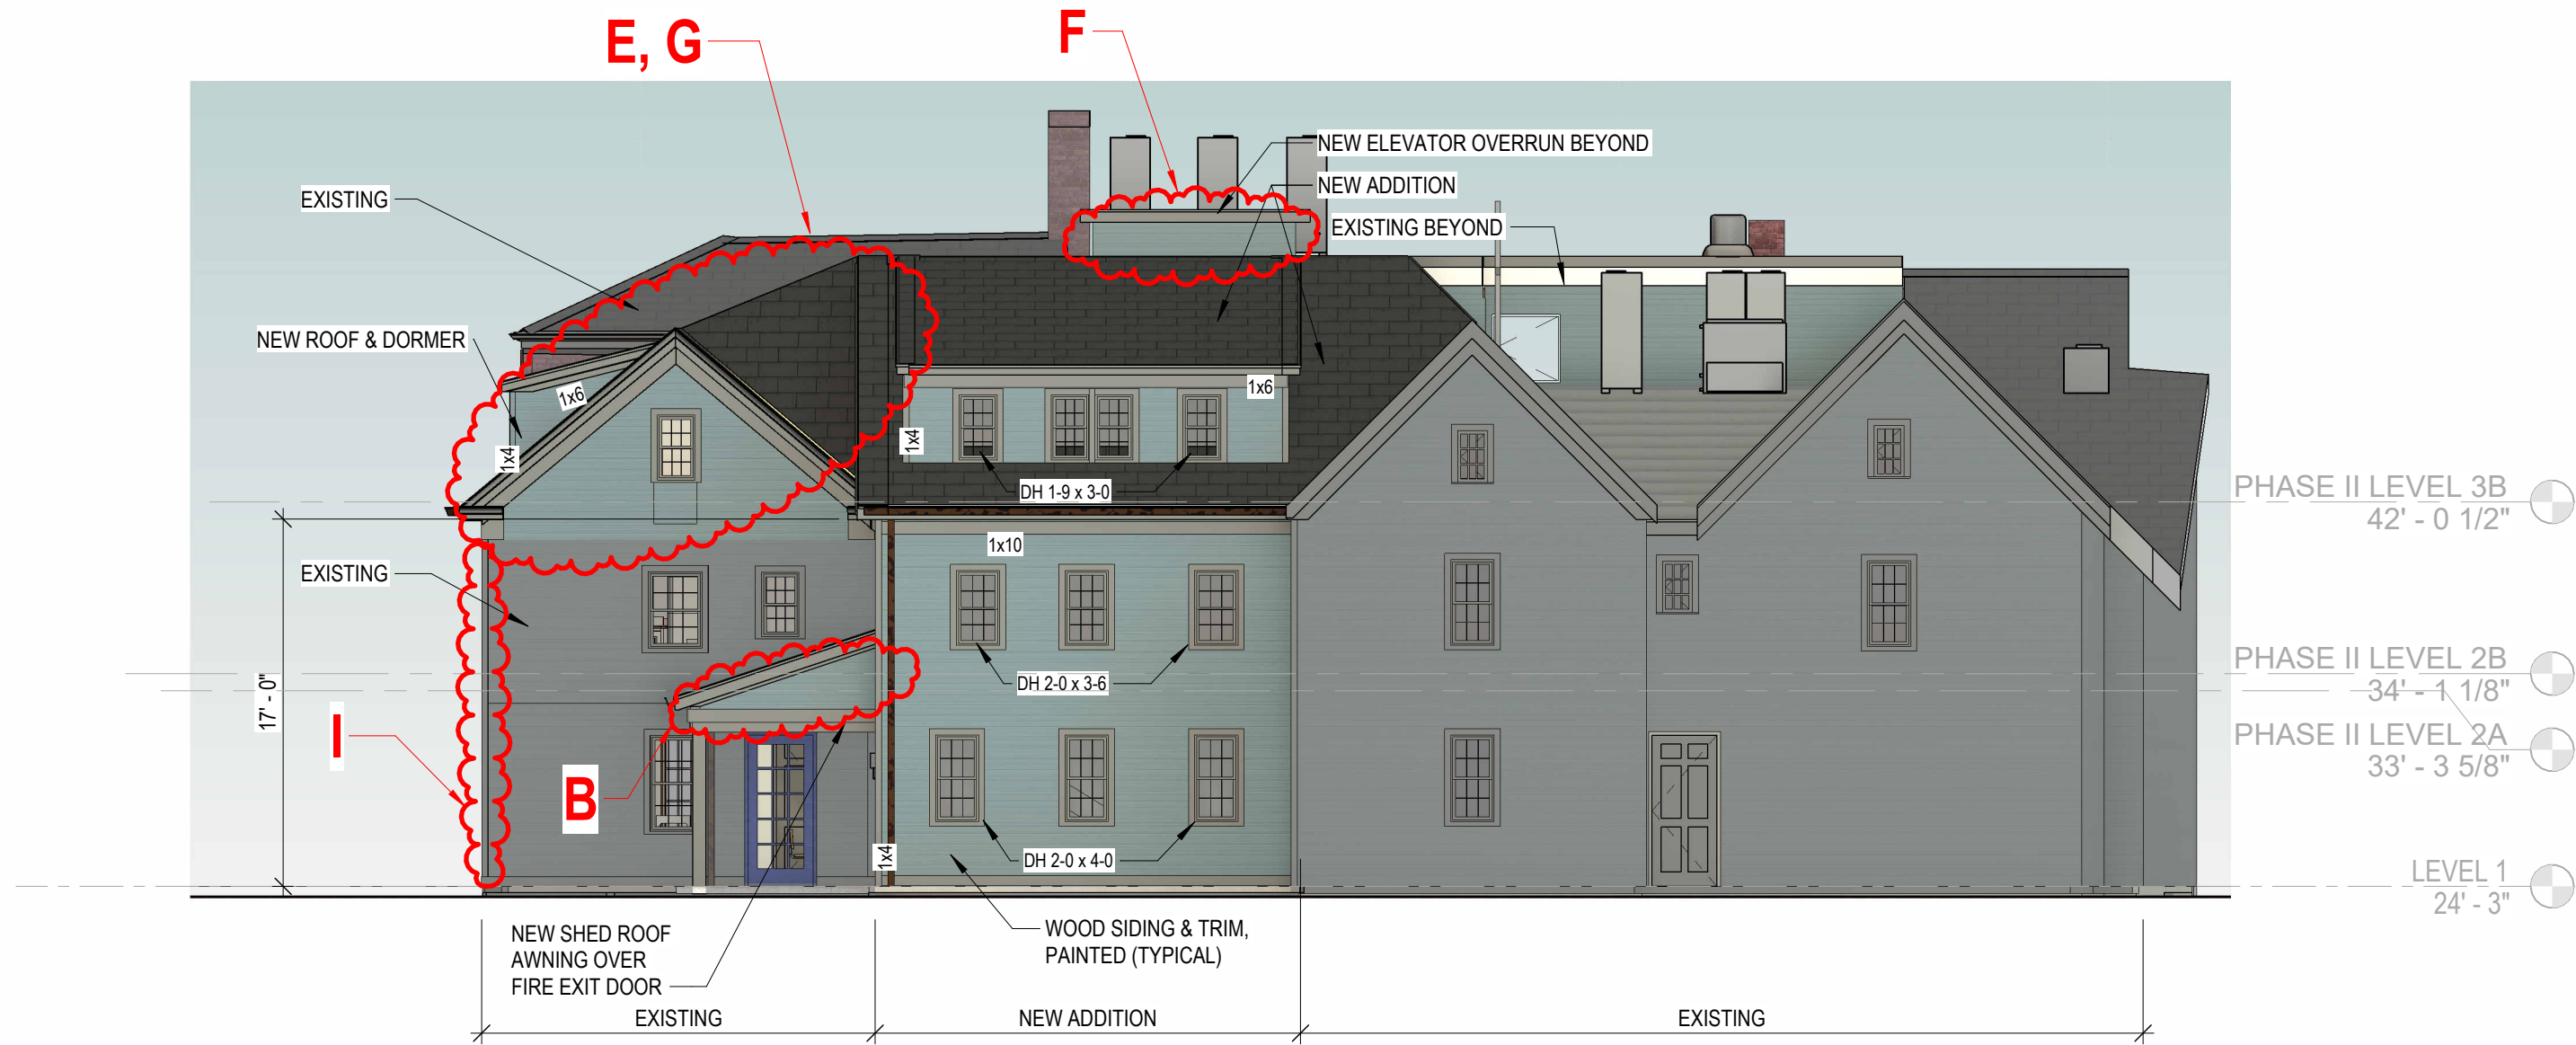 E, G
F
NEW ELEVATOR OVERRUN BEYOND
NEW ADDITION
EXISTING
EXISTING BEYOND
NEW ROOF & DORMER
1x6
1x6
1x4
1x4
DH 1-9 x 3-0
PHASE II LEVEL 3B
42' - 0 1/2"
1x10
EXISTING
17' - 0"
DH 2-0 x 3-6
PHASE II LEVEL 2B
34' - 1 1/8"
I
PHASE II LEVEL 2A
33' - 3 5/8"
B
1x4
DH 2-0 x 4-0
LEVEL 1
24' - 3"
NEW SHED ROOF
AWNING OVER
FIRE EXIT DOOR
WOOD SIDING & TRIM,
PAINTED (TYPICAL)
EXISTING
NEW ADDITION
EXISTING